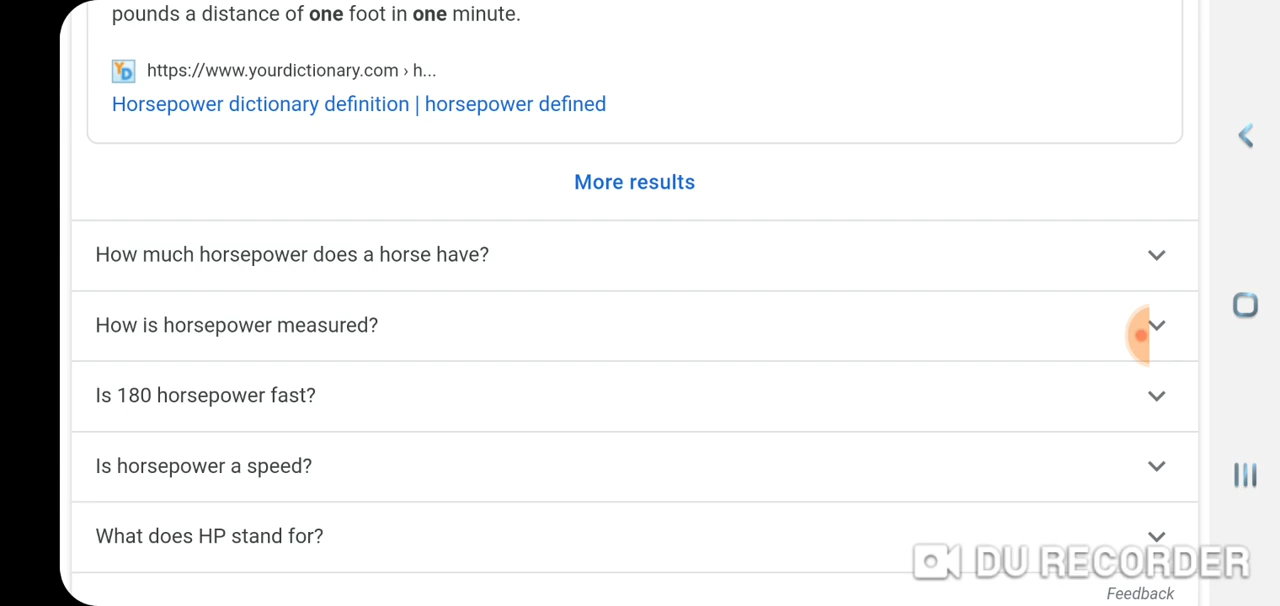 pounds a distance of one foot in one minute.
YD
https://www.yourdictionary.com › h...
Horsepower dictionary definition | horsepower defined
More results
How much horsepower does a horse have?
How is horsepower measured?
Is 180 horsepower fast?
Is horsepower a speed?
What does HP stand for?
DU RECORDER
Feedback